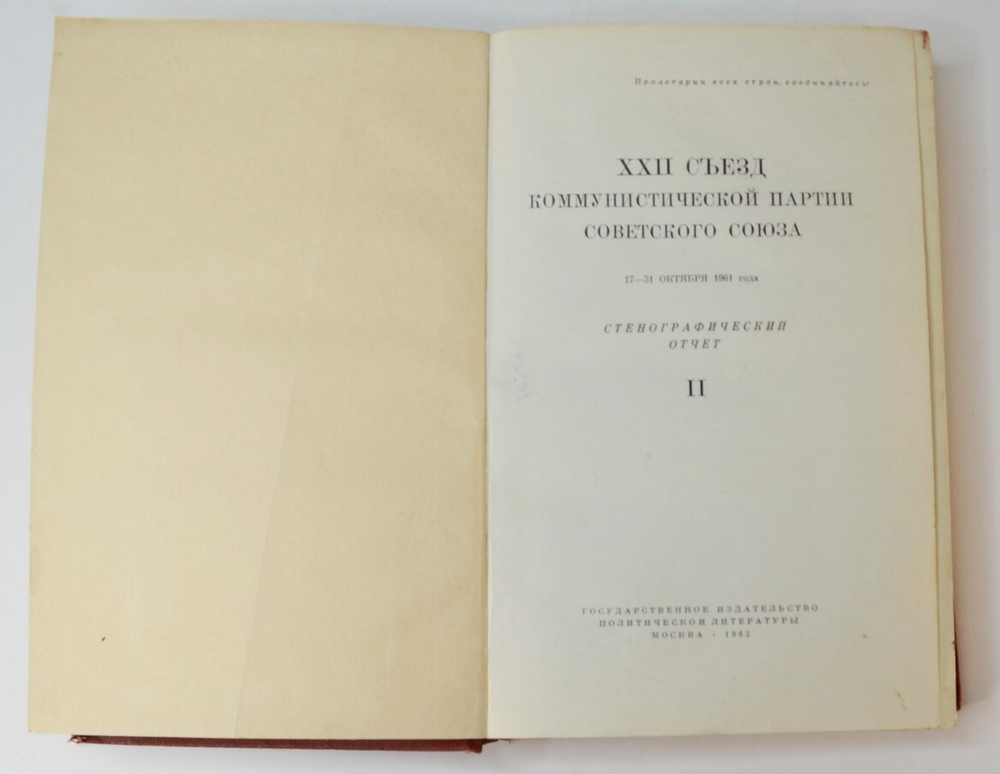 Пролетарии всех стран, соединяйтесь!
XXII СЪЕЗД
КОММУНИСТИЧЕСКОЙ ПАРТИИ
СОВЕТСКОГО СОЮЗА
17—31 ОКТЯБРЯ 1961 года
СТЕНОГРАФИЧЕСКИЙ
ОТЧЕТ
II
ГОСУДАРСТВЕННОЕ ИЗДАТЕЛЬСТВО
ПОЛИТИЧЕСКОЙ ЛИТЕРАТУРЫ
МОСКВА · 1962